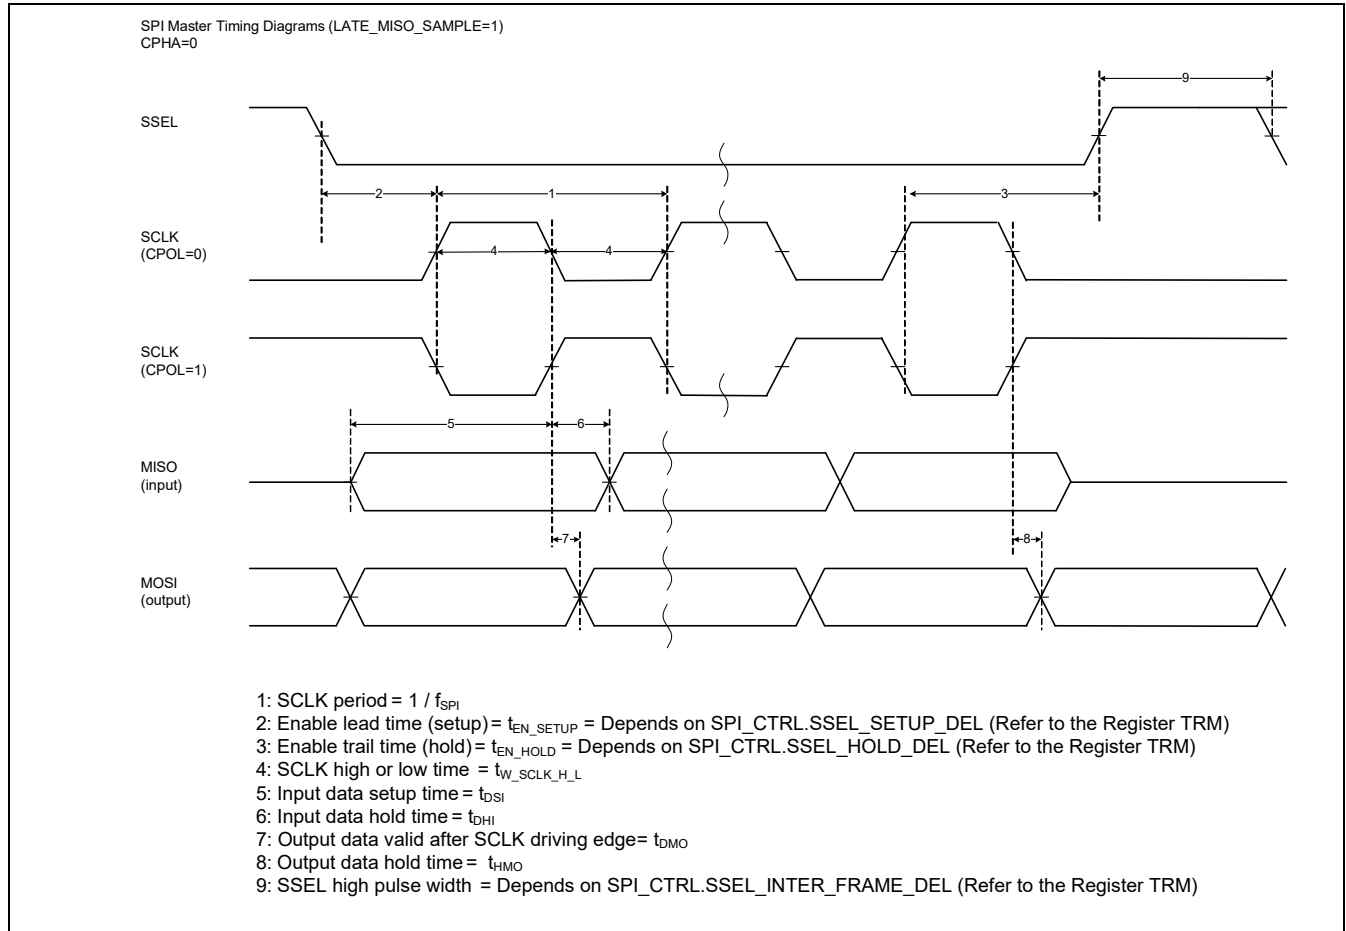 SPI Master Timing Diagrams (LATE_MISO_SAMPLE=1)
CPHA=0
9
SSEL
2
1
3
SCLK
(CPOL=0)
4
4
SCLK
(CPOL=1)
5
6
MISO
(input)
7
8
MOSI
(output)
1: SCLK period = 1 / fSPI
2: Enable lead time (setup) = tEN_SETUP = Depends on SPI_CTRL.SSEL_SETUP_DEL (Refer to the Register TRM)
3: Enable trail time (hold) = tEN_HOLD = Depends on SPI_CTRL.SSEL_HOLD_DEL (Refer to the Register TRM)
4: SCLK high or low time = tW_SCLK_H_L
5: Input data setup time = tDSI
6: Input data hold time = tDHI
7: Output data valid after SCLK driving edge= tDMO
8: Output data hold time = tHMO
9: SSEL high pulse width = Depends on SPI_CTRL.SSEL_INTER_FRAME_DEL (Refer to the Register TRM)